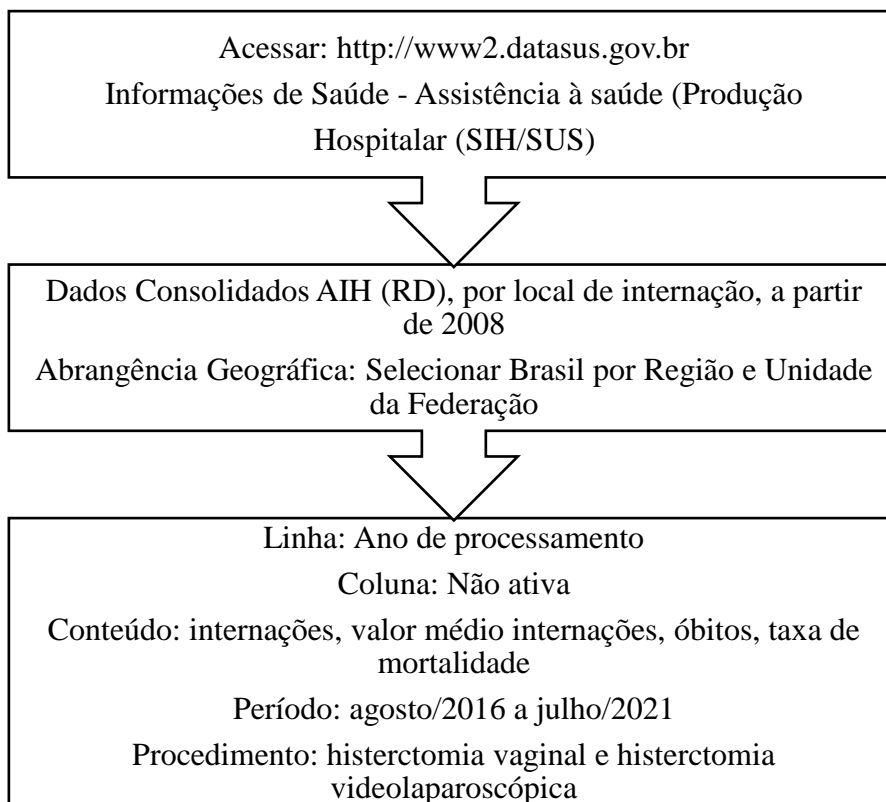 Acessar: http://www2.datasus.gov.br
Informações de Saúde - Assistência à saúde (Produção
Hospitalar (SIH/SUS)
Dados Consolidados AIH (RD), por local de internação, a partir
de 2008
Abrangência Geográfica: Selecionar Brasil por Região e Unidade
da Federação
Linha: Ano de processamento
Coluna: Não ativa
Conteúdo: internações, valor médio internações, óbitos, taxa de
mortalidade
Período: agosto/2016 a julho/2021
Procedimento: histerctomia vaginal e histerctomia
videolaparoscópica